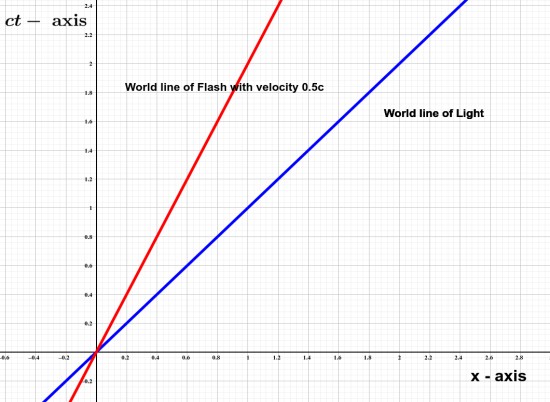 2.4
ct − axis
2.2
2
World line of Flash with velocity 0.5c
1.8
World line of Light
1.6
1.4
1.2
1
0.8
0.6
0.4
0.2
-0.6 -0.4 -0.2 0 0.2 0.4 0.6 0.8 1 1.2 1.4 1.6 1.8 2 2.2 2.4 2.6 2.8
x - axis
0.2